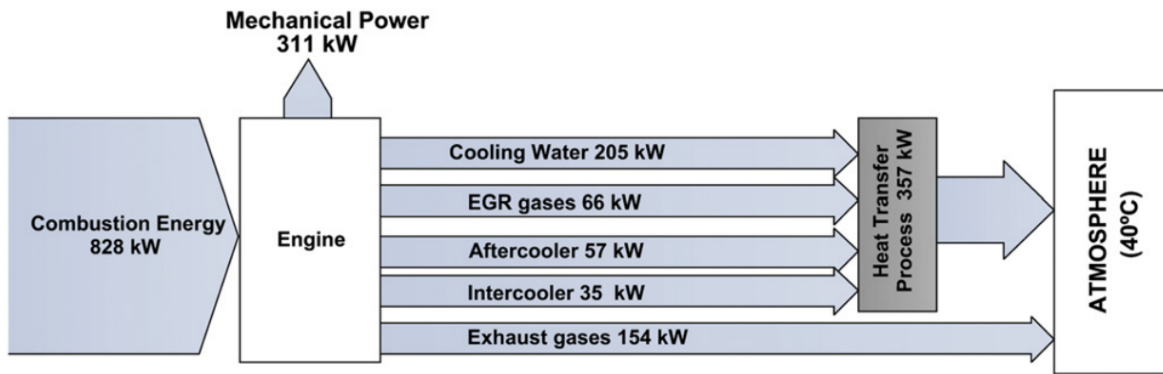 Mechanical Power
311 kW
Combustion Energy
828 kW
Engine
Cooling Water 205 kW
EGR gases 66 kW
Aftercooler 57 kW
Intercooler 35 kW
Exhaust gases 154 kW
Heat Transfer
Process 357 kW
ATMOSPHERE
(40ºC)